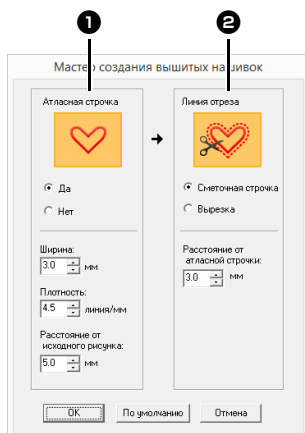 ❶ ❷
Мастер создания вышитых нашивок
Атласная строчка
Да
Нет
Ширина:
3.0 мм
Плотность:
4.5 линия/мм
Расстояние от
исходного рисунка:
5.0 мм
Линия отреза
Сметочная строчка
Вырезка
Расстояние от
атласной строчки:
3.0 мм
OK По умолчанию Отмена